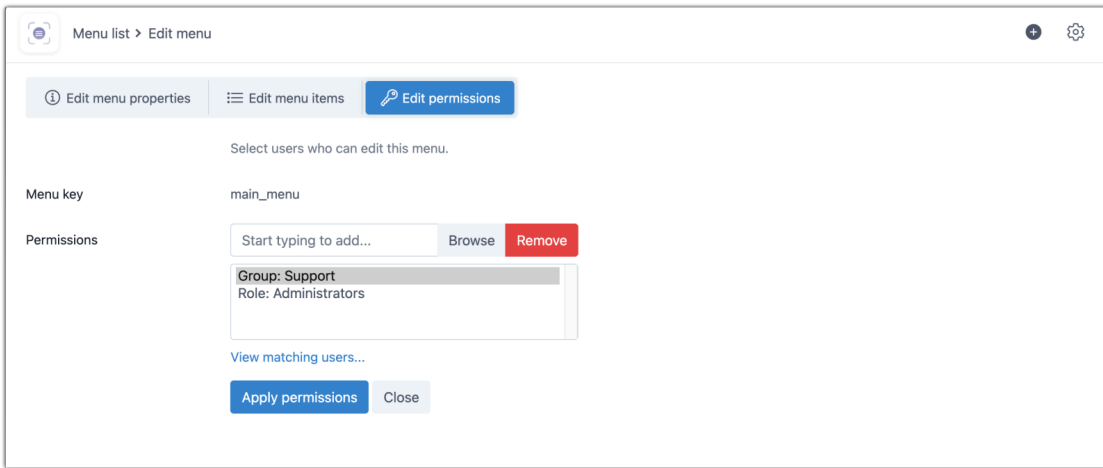 Menu list > Edit menu
Edit menu properties
Edit menu items
Edit permissions
Select users who can edit this menu.
Menu key
main_menu
Permissions
Start typing to add...
Browse
Remove
Group: Support
Role: Administrators
View matching users...
Apply permissions
Close